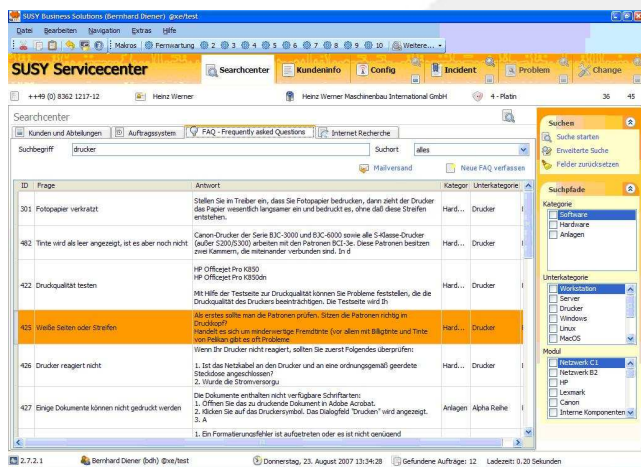 SUSY Business Solutions (Bernhard Diener) @xe/test
Datei Bearbeiten Navigation Extras Hilfe
Makros Fernwartung 2 3 4 5 6 7 8 9 10 Weitere...
SUSY Servicecenter Searchcenter Kundeninfo Config Incident Problem Change
++49 (0) 8362 1217-12 Heinz Werner Heinz Werner Maschinenbau International GmbH 4 - Platin 36 45
Searchcenter
Kunden und Abteilungen Auftragssystem FAQ - Frequently asked Questions Internet Recherche
Suchbegriff drucker Suchort alles
Mailversand Neue FAQ verfassen
ID Frage Antwort Kategor Unterkategorie
301 Fotopapier verkratzt Stellen Sie im Treiber ein, dass Sie Fotopapier bedrucken, dann zieht der Drucker das Papier wesentlich langsamer ein und bedruckt es, ohne daß diese Streifen entstehen. Hard... Drucker
482 Tinte wird als leer angezeigt, ist es aber noch nicht Canon-Drucker der Serie BJC-3000 und BJC-6000 sowie alle S-Klasse-Drucker (außer S200/S300) arbeiten mit den Patronen BCI-3e. Diese Patronen besitzen zwei Kammern, die miteinander verbunden sind. In d Hard... Drucker
422 Druckqualität testen HP Officejet Pro K850
HP Officejet Pro K850dn
Mit Hilfe der Testseite zur Druckqualität können Sie Probleme feststellen, die die Druckqualität des Druckers beeinträchtigen. Die Testseite wird Ih Hard... Drucker
425 Weiße Seiten oder Streifen Als erstes sollte man die Patronen prüfen. Sitzen die Patronen richtig im Druckkopf?
Handelt es sich um minderwertige Fremdtinte (vor allem mit Billigtinte und Tinte von Pelikan gibt es oft Probleme Hard... Drucker
426 Drucker reagiert nicht Wenn Ihr Drucker nicht reagiert, sollten Sie zuerst Folgendes überprüfen:
1. Ist das Netzkabel an den Drucker und an eine ordnungsgemäß geerdete Steckdose angeschlossen?
2. Wurde die Stromversorgu Hard... Drucker
427 Einige Dokumente können nicht gedruckt werden Die Dokumente enthalten nicht verfügbare Schriftarten:
1. Öffnen Sie das zu druckende Dokument in Adobe Acrobat.
2. Klicken Sie auf das Druckersymbol. Das Dialogfeld "Drucken" wird angezeigt.
3. A Anlagen Alpha Reihe
1. Ein Formatierungsfehler ist aufgetreten oder es ist nicht genügend
Suchen
Suche starten
Erweiterte Suche
Felder zurücksetzen
Suchpfade
Kategorie
Software
Hardware
Anlagen
Unterkategorie
Workstation
Server
Drucker
Windows
Linux
MacOS
Modul
Netzwerk C1
Netzwerk B2
HP
Lexmark
Canon
Interne Komponenten
2.7.2.1 Bernhard Diener (bdh) @xe/test Donnerstag, 23. August 2007 13:34:28 Gefundene Aufträge: 12 Ladezeit: 0.20 Sekunden